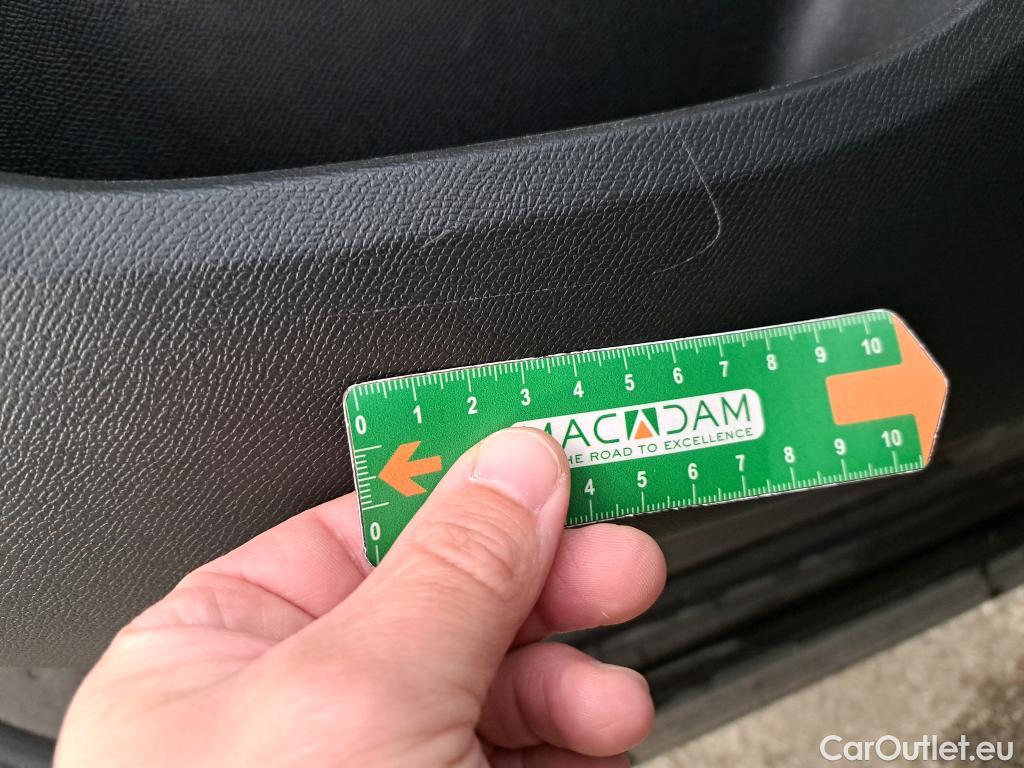 0 1 2 3 4 5 6 7 8 9 10
MACADAM
THE ROAD TO EXCELLENCE
0 4 5 6 7 8 9 10
CarOutlet.eu